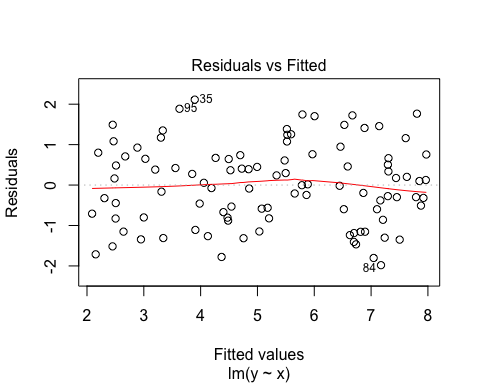 Residuals vs Fitted
Residuals
2
1
0
-1
-2
35
95
84
2 3 4 5 6 7 8
Fitted values
lm(y ~ x)